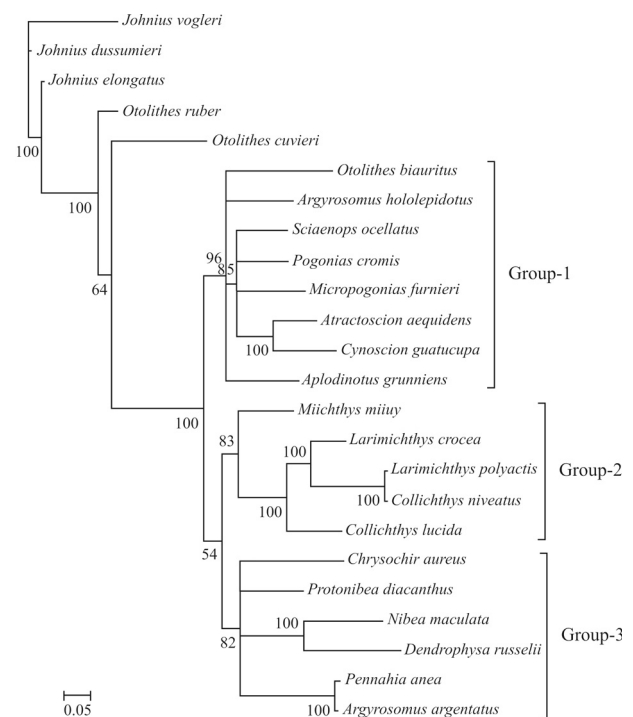 Johnius vogleri
Johnius dussumieri
Johnius elongatus
Otolithes ruber
100
Otolithes cuvieri
Otolithes biauritus
Argyrosomus hololepidotus
100
Sciaenops ocellatus
96
85
Pogonias cromis
Group-1
64
Micropogonias furnieri
Atractoscion aequidens
100
Cynoscion guatucupa
Aplodinotus grunniens
Miichthys miiuy
100
83
Larimichthys crocea
100
Larimichthys polyactis
Group-2
100
Collichthys niveatus
100
Collichthys lucida
54
Chrysochir aureus
Protonibea diacanthus
100
Nibea maculata
Group-3
82
Dendrophysa russelii
Pennahia anea
0.05
100
Argyrosomus argentatus